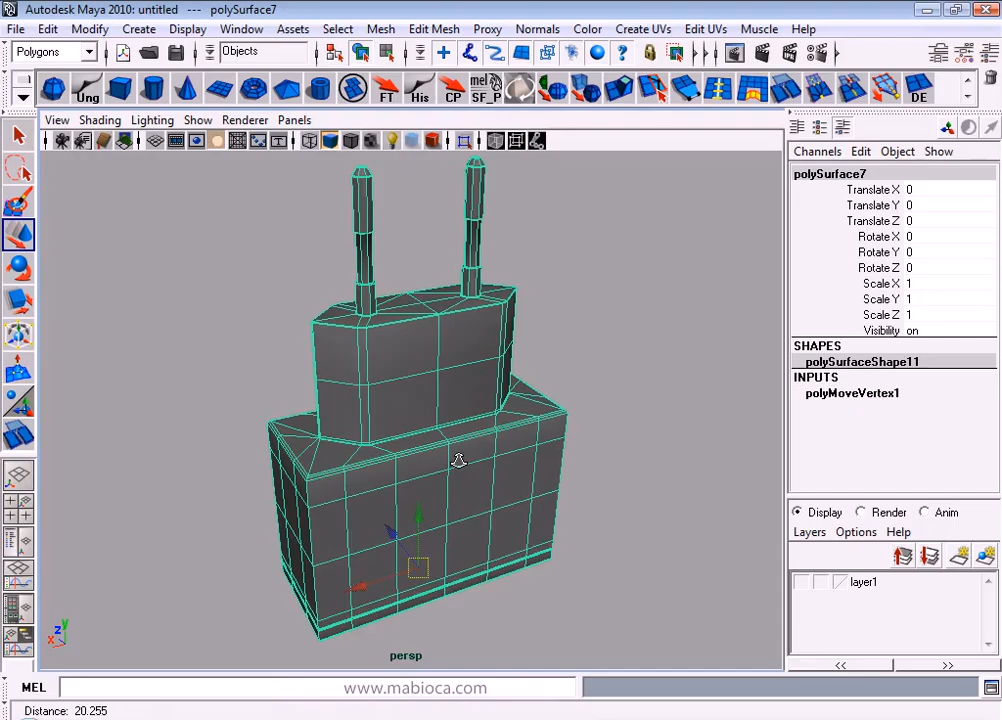 Autodesk Maya 2010: untitled --- polySurface7
File Edit Modify Create Display Window Assets Select Mesh Edit Mesh Proxy Normals Color Create UVs Edit UVs Muscle Help
Polygons Objects
Ung FT His mel SF_P CP DE
View Shading Lighting Show Renderer Panels
Channels Edit Object Show
polySurface7
Translate X 0
Translate Y 0
Translate Z 0
Rotate X 0
Rotate Y 0
Rotate Z 0
Scale X 1
Scale Y 1
Scale Z 1
Visibility on
SHAPES
polySurfaceShape11
INPUTS
polyMoveVertex1
Display Render Anim
Layers Options Help
layer1
<< >>
y
z
x
persp
MEL www.mabioca.com
Distance: 20.255